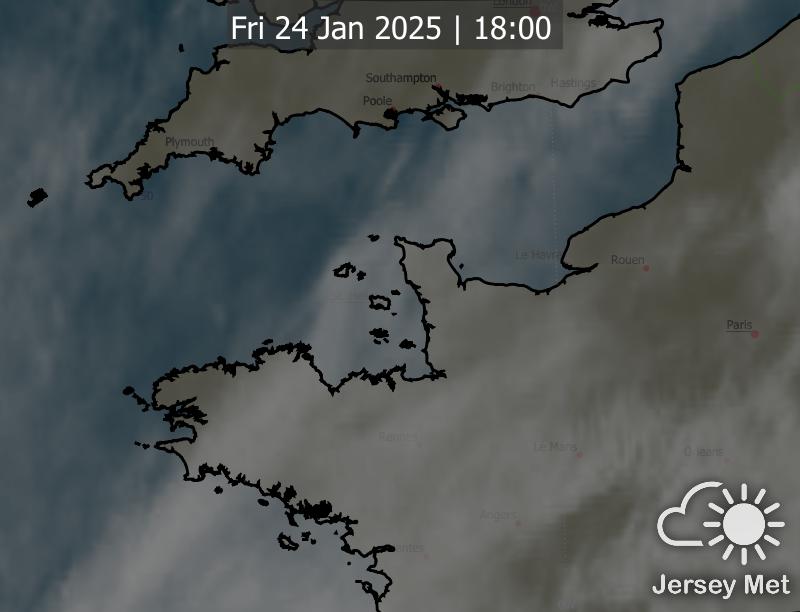 London
Fri 24 Jan 2025 | 18:00
Southampton
Brighton
Hastings
Poole
Plymouth
50
Le Havre
Rouen
Paris
Rennes
Le Mans
Orleans
Angers
Jersey Met